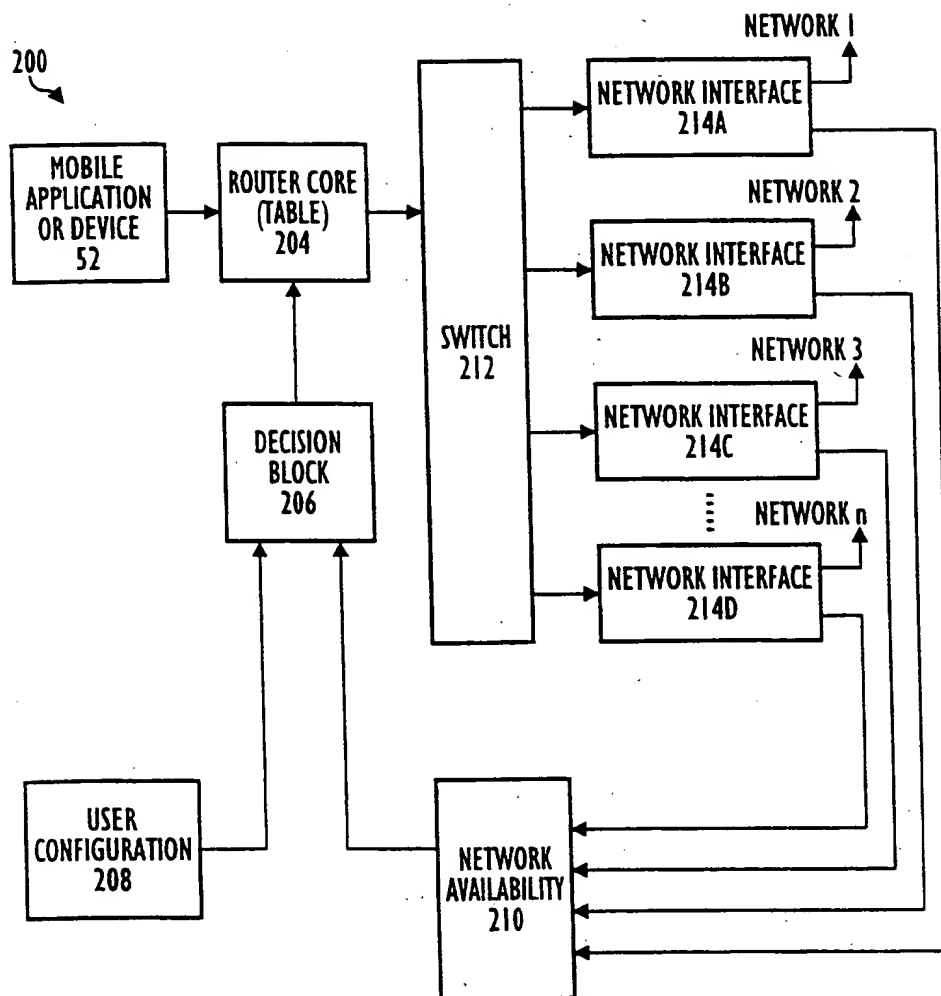 200
MOBILE
APPLICATION
OR DEVICE
52
ROUTER CORE
(TABLE)
204
SWITCH
212
NETWORK 1
NETWORK INTERFACE
214A
NETWORK 2
NETWORK INTERFACE
214B
NETWORK 3
NETWORK INTERFACE
214C
NETWORK n
NETWORK INTERFACE
214D
DECISION
BLOCK
206
USER
CONFIGURATION
208
NETWORK
AVAILABILITY
210